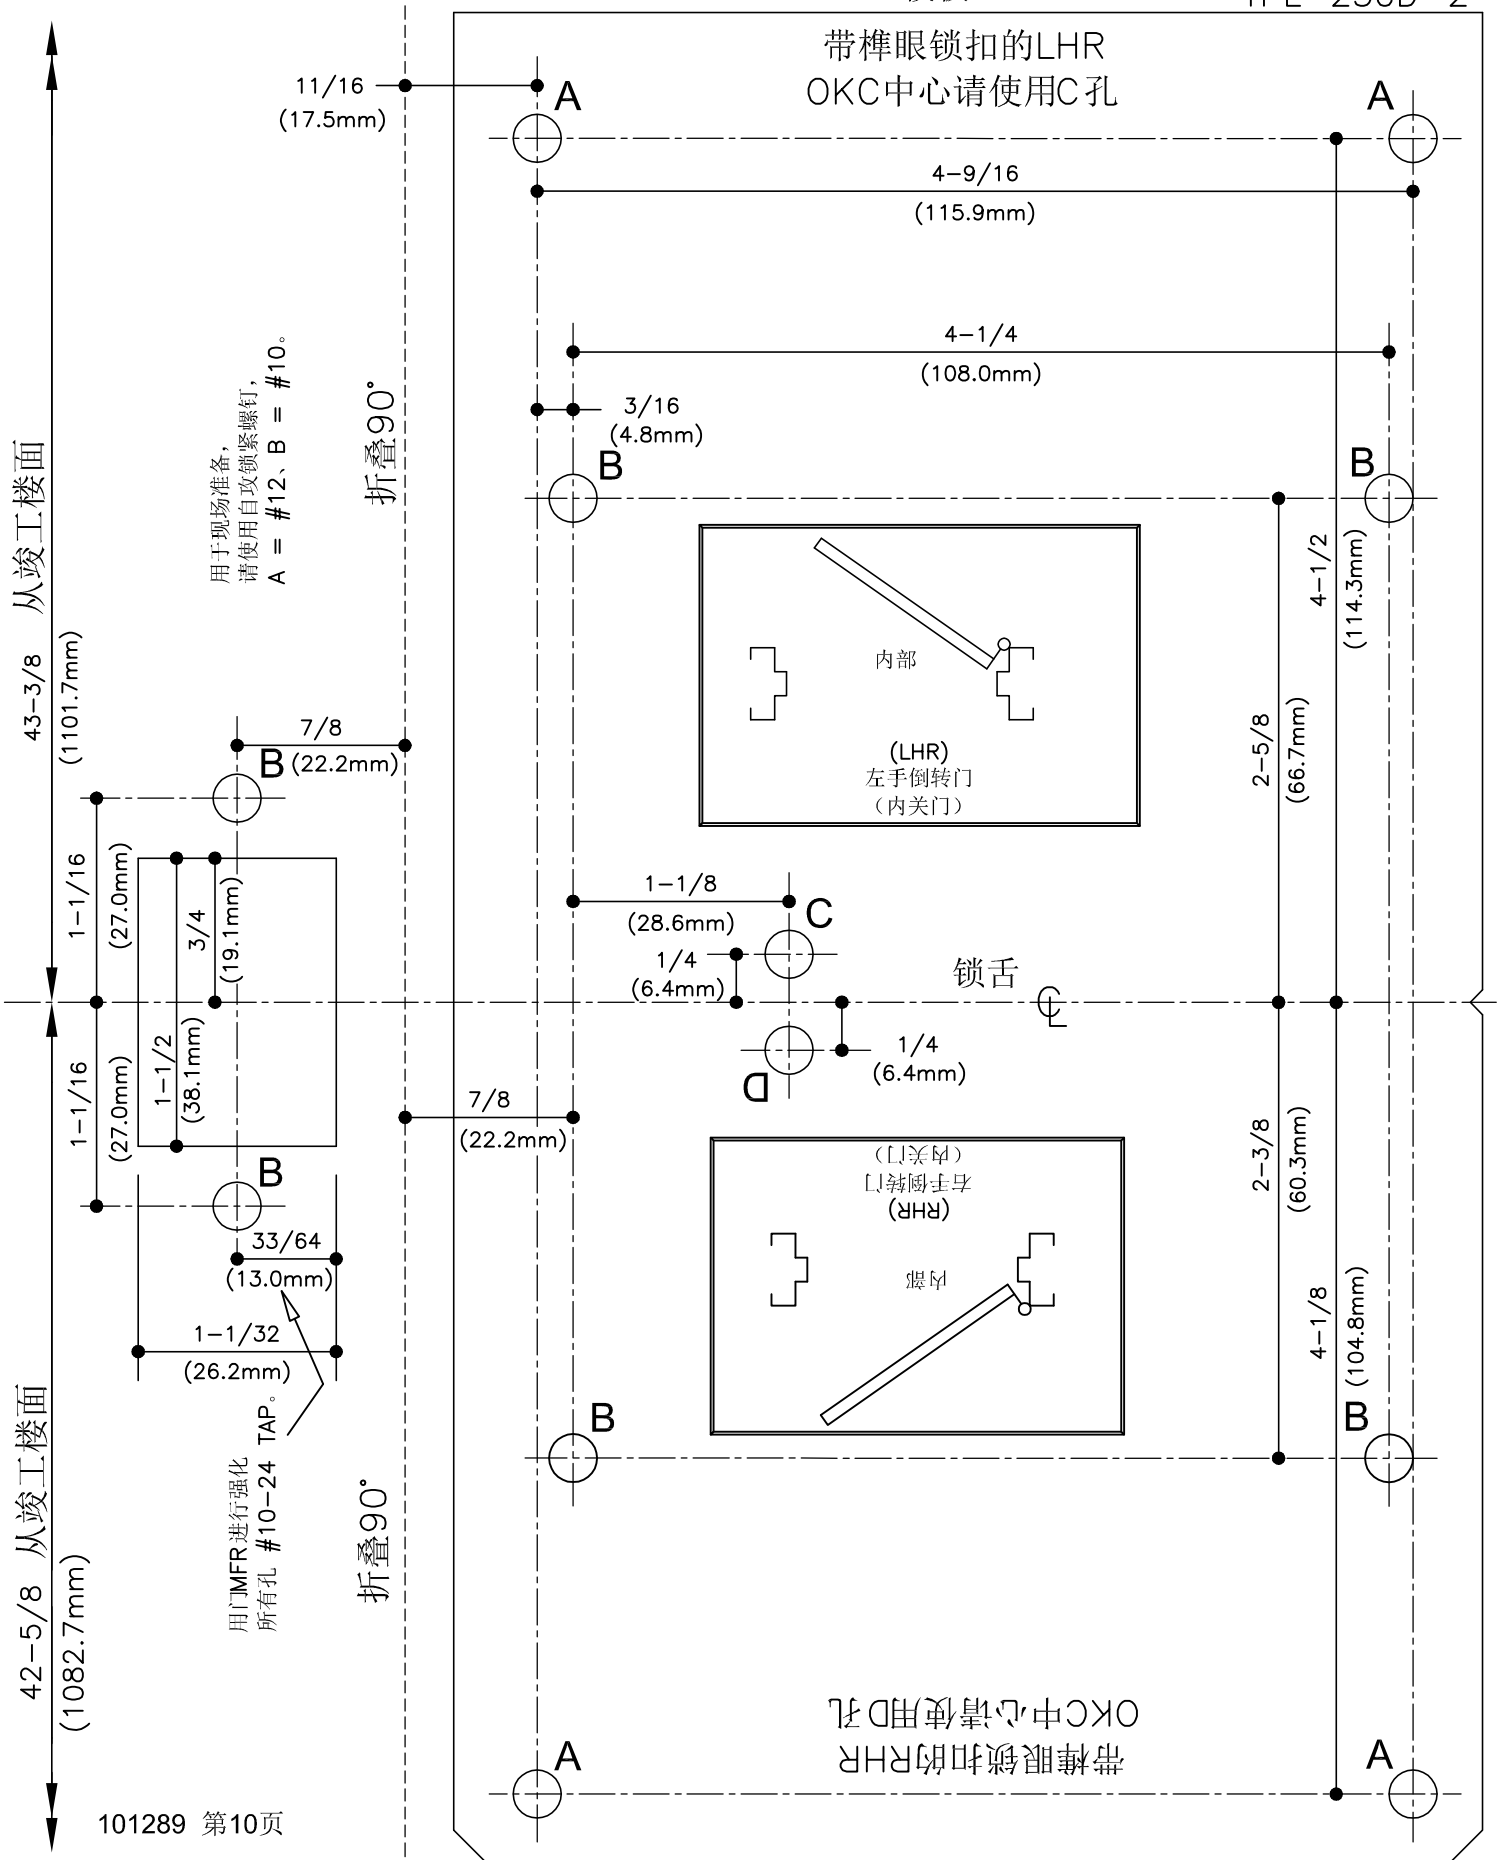 带榫眼锁扣的LHR
OKC中心请使用C孔
11/16
(17.5mm)
A
A
4-9/16
(115.9mm)
4-1/4
(108.0mm)
3/16
(4.8mm)
B
B
用于现场准备，
请使用自攻锁紧螺钉，
A = #12、B = #10。
折叠90°
43-3/8 从竣工楼面
(1101.7mm)
4-1/2
(114.3mm)
2-5/8
(66.7mm)
内部
(LHR)
左手倒转门
（内关门）
7/8
(22.2mm)
B
1-1/16
(27.0mm)
3/4
(19.1mm)
1-1/8
(28.6mm)
C
1/4
(6.4mm)
锁舌
1-1/16
(27.0mm)
1-1/2
(38.1mm)
1/4
(6.4mm)
D
7/8
(22.2mm)
2-3/8
(60.3mm)
B
33/64
(13.0mm)
1-1/32
(26.2mm)
内部
(RHR)
右手倒转门
（内关门）
4-1/8
(104.8mm)
B
B
42-5/8 从竣工楼面
(1082.7mm)
用门MFR进行强化
所有孔 #10-24 TAP。
折叠90°
带榫眼锁扣的RHR
OKC中心请使用D孔
A
A
101289 第10页